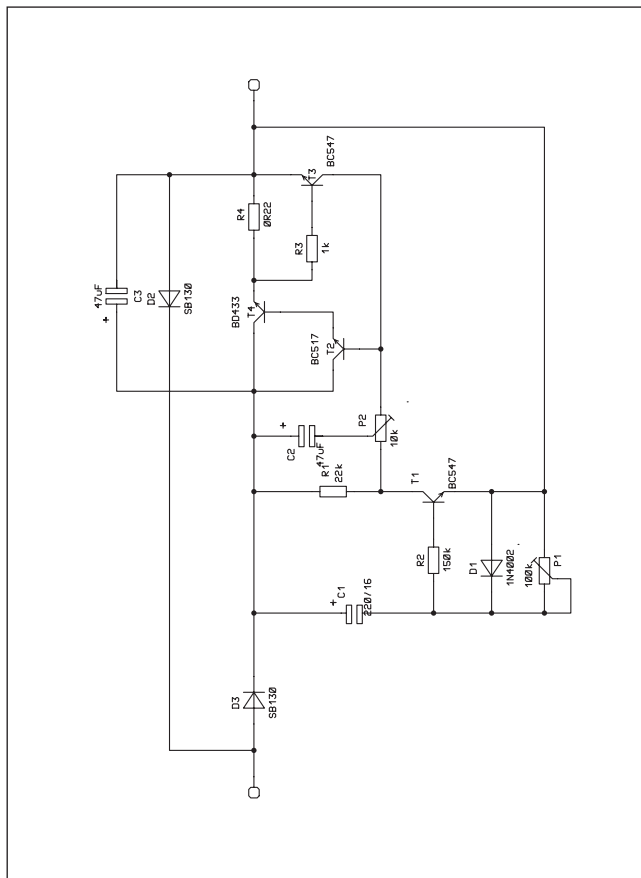 BC547
T3
R4
0R22
R3
1k
47uF
C3
+
D2
SB130
BD433
T4
BC517
T2
+
C2
47uF
P2
10k
R1
22k
T1
BC547
R2
150k
D1
1N4002
P1
100k
+
C1
220/16
D3
SB130